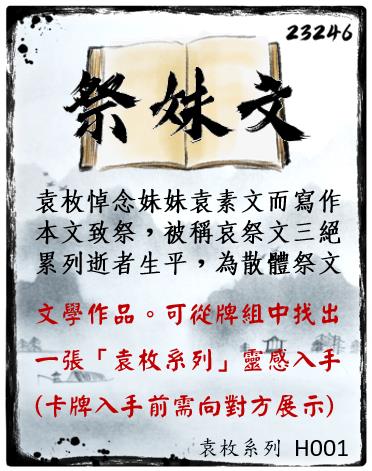 23246
祭妹文
袁枚悼念妹妹袁素文而寫作
本文致祭，被稱哀祭文三絕
累列逝者生平，為散體祭文
文學作品。可從牌組中找出
一張「袁枚系列」靈感入手
(卡牌入手前需向對方展示)
袁枚系列 H001